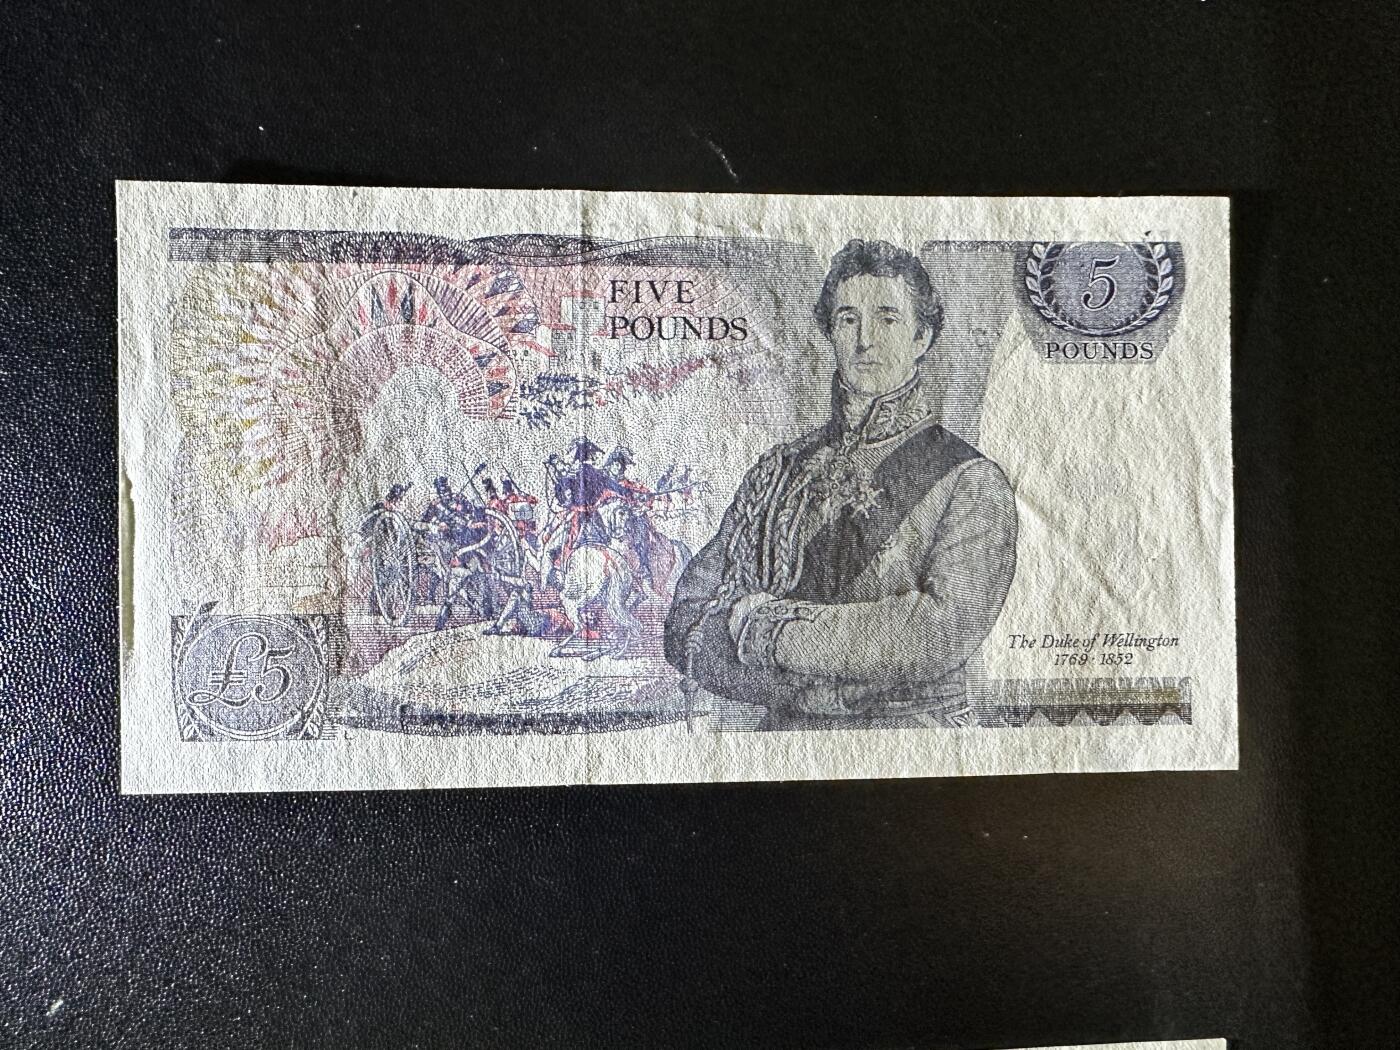 FIVE
POUNDS
5
POUNDS
£5
The Duke of Wellington
1769·1852